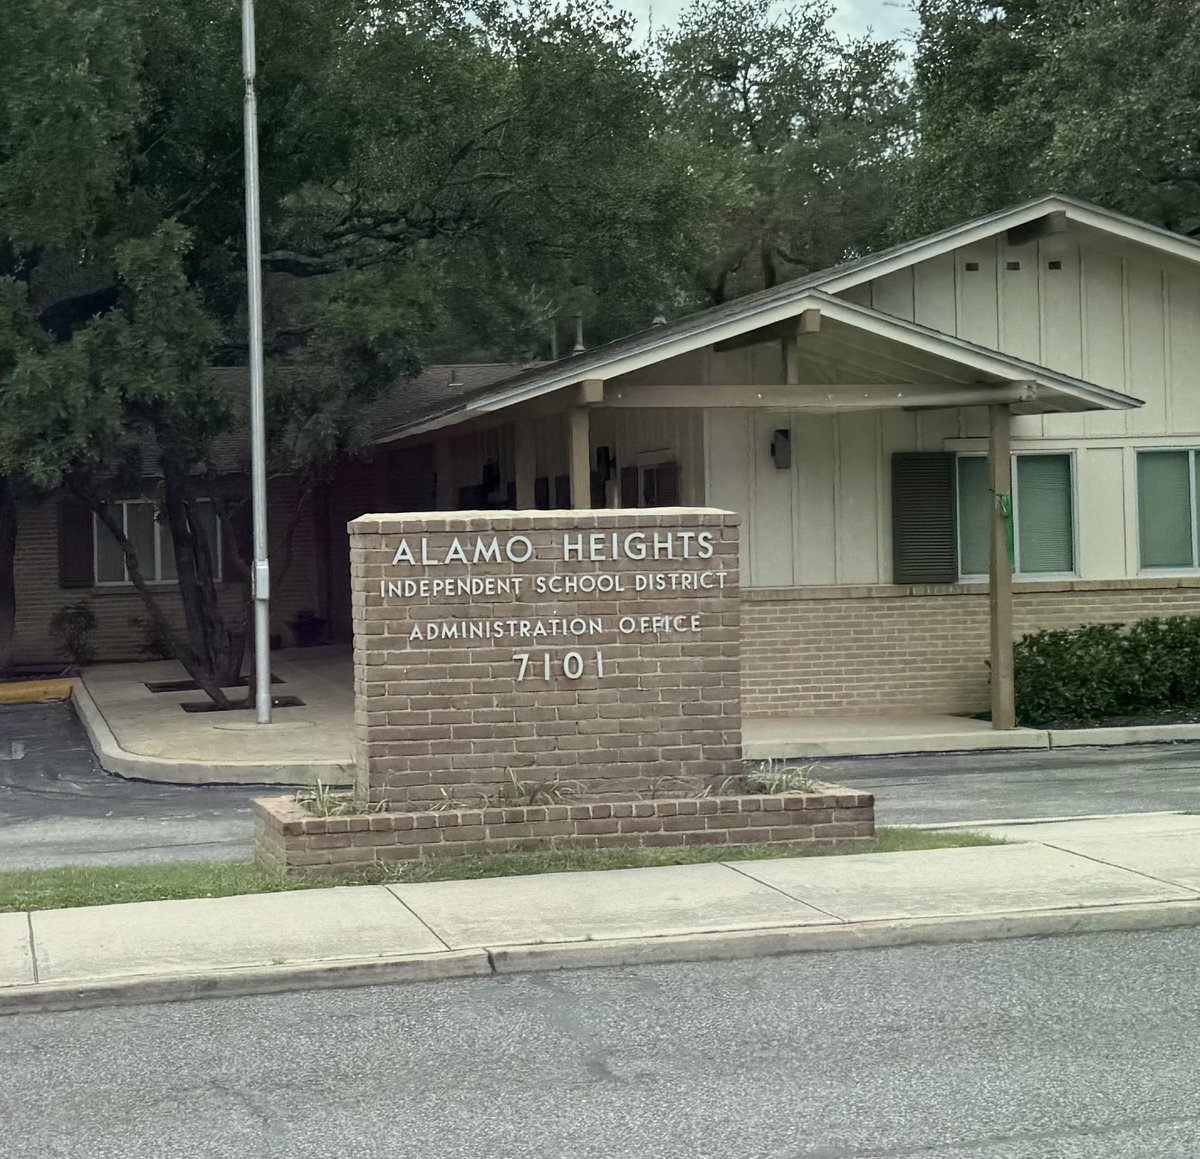 ALAMO HEIGHTS
INDEPENDENT SCHOOL DISTRICT
ADMINISTRATION OFFICE
7101